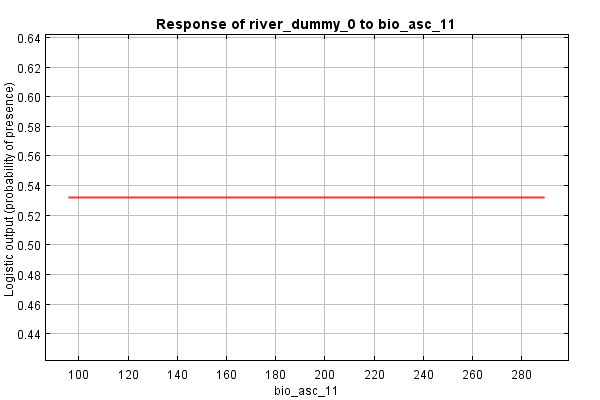 Response of river_dummy_0 to bio_asc_11
Logistic output (probability of presence)
0.64
0.62
0.60
0.58
0.56
0.54
0.52
0.50
0.48
0.46
0.44
100 120 140 160 180 200 220 240 260 280
bio_asc_11